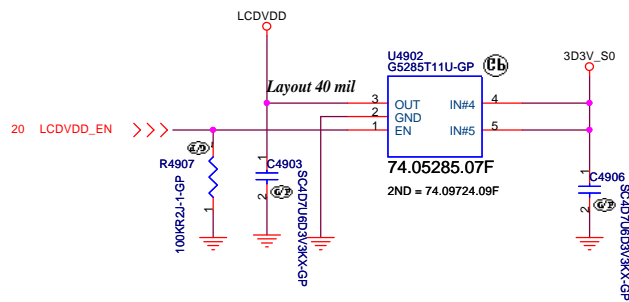 LCDVDD
U4902
G5285T11U-GP
3D3V_S0
Layout 40 mil
3 OUT IN#4 4
2 GND
1 EN IN#5 5
20 LCDVDD_EN
74.05285.07F
2ND = 74.09724.09F
R4907
100KR2J-1-GP
2
1
C4903
SC4D7U6D3V3KX-GP
1
2
C4906
SC4D7U6D3V3KX-GP
1
2